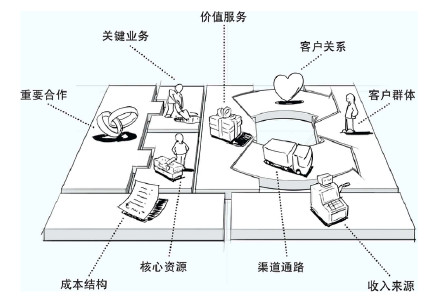 价值服务
关键业务
客户关系
重要合作
客户群体
核心资源
渠道通路
成本结构
收入来源